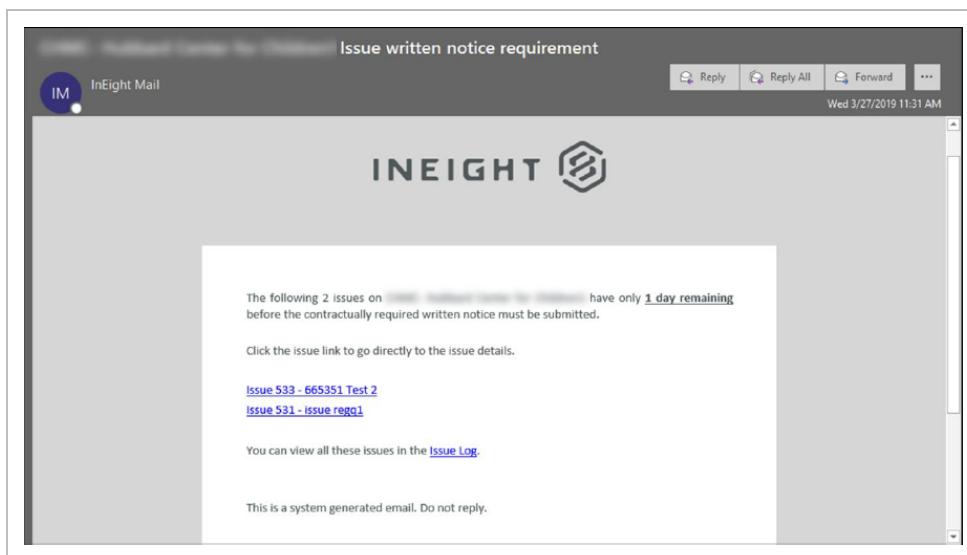 Issue written notice requirement
IM
InEight Mail
Reply
Reply All
Forward
Wed 3/27/2019 11:31 AM
INEIGHT
The following 2 issues on have only 1 day remaining
before the contractually required written notice must be submitted.
Click the issue link to go directly to the issue details.
Issue 533 - 665351 Test 2
Issue 531 - issue regq1
You can view all these issues in the Issue Log.
This is a system generated email. Do not reply.